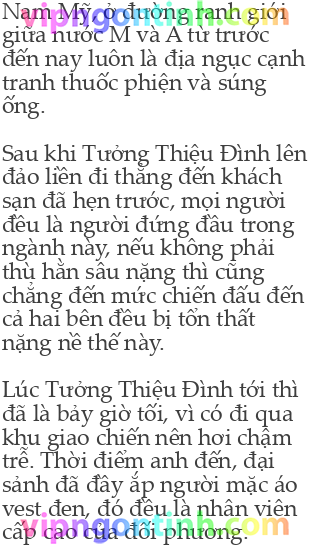 Nam Mỹ, ở đường ranh giới
giữa nước M và A từ trước
đến nay luôn là địa ngục cạnh
tranh thuốc phiện và súng
ống.
Sau khi Tưởng Thiệu Đình lên
đảo liền đi thẳng đến khách
sạn đã hẹn trước, mọi người
đều là người đứng đầu trong
ngành này, nếu không phải
thù hằn sâu nặng thì cũng
chẳng đến mức chiến đấu đến
cả hai bên đều bị tổn thất
nặng nề thế này.
Lúc Tưởng Thiệu Đình tới thì
đã là bảy giờ tối, vì có đi qua
khu giao chiến nên hơi chậm
trễ. Thời điểm anh đến, đại
sảnh đã đầy ắp người mặc áo
vest đen, đó đều là nhân viên
cấp cao của đối phương.
vipngontinh.com
vipngontinh.com